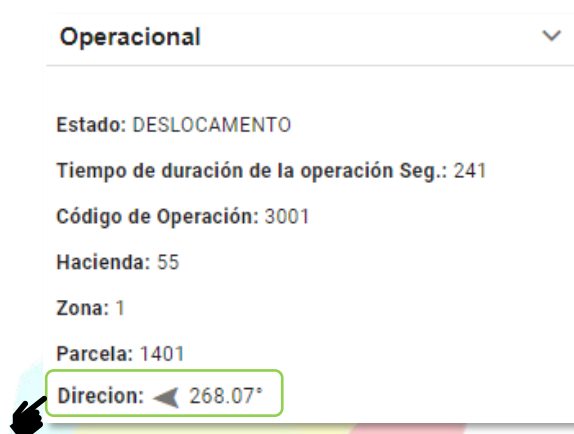 Operacional
Estado: DESLOCAMENTO
Tiempo de duración de la operación Seg.: 241
Código de Operación: 3001
Hacienda: 55
Zona: 1
Parcela: 1401
Direcion: 268.07°